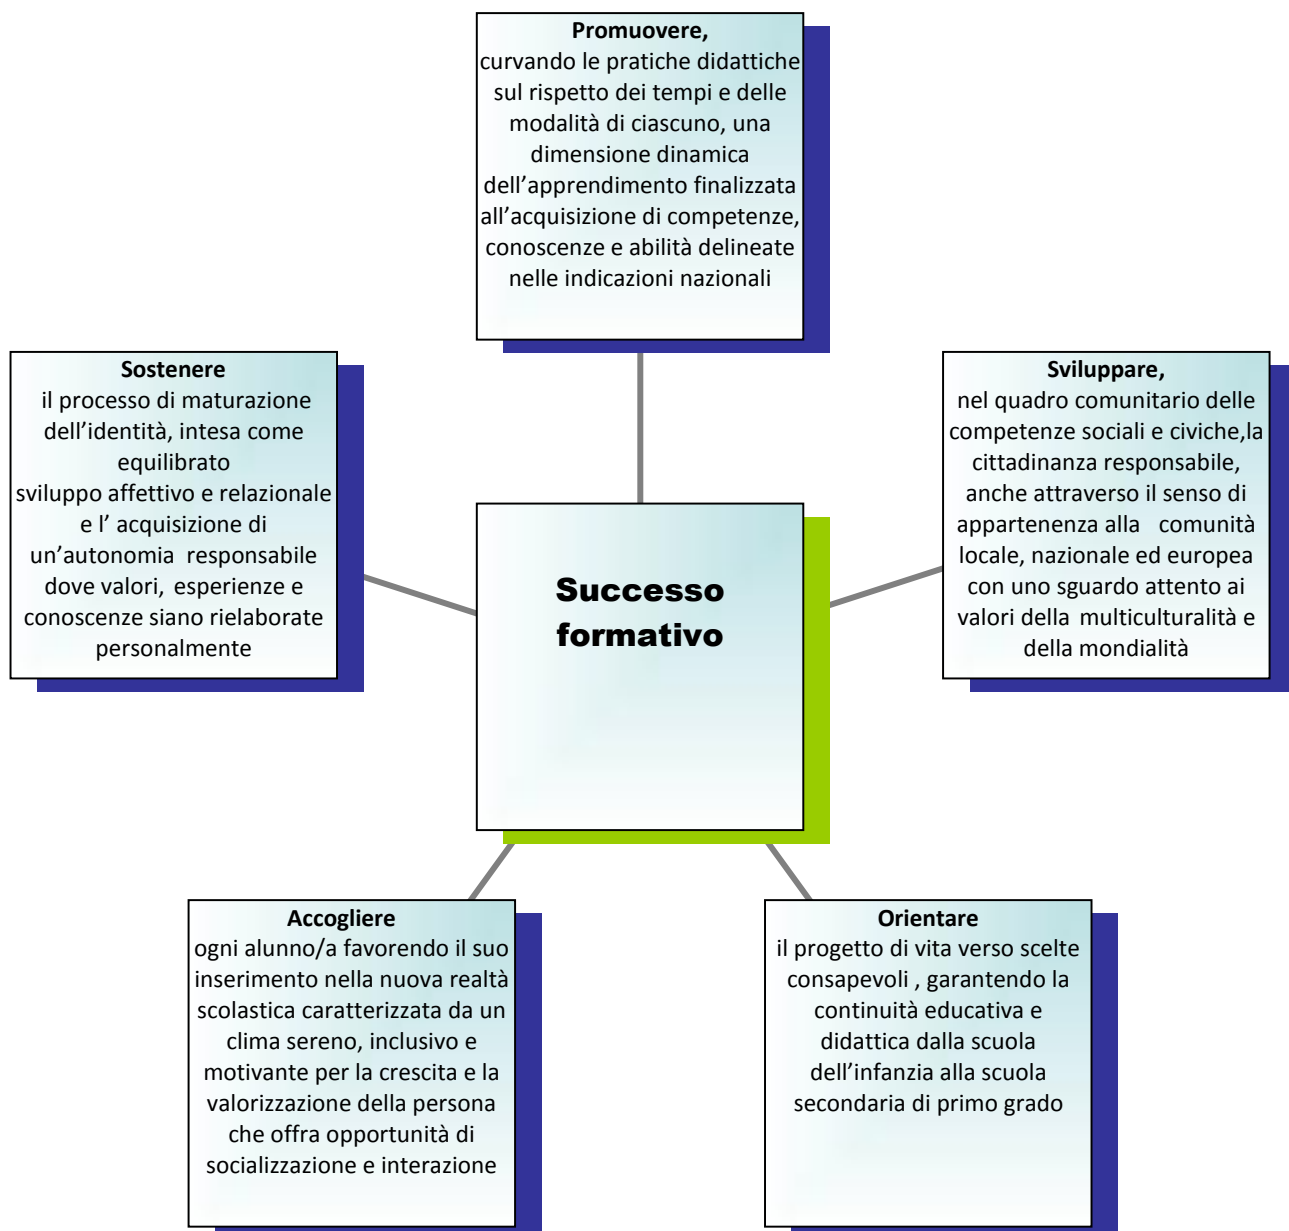 Promuovere,
curvando le pratiche didattiche
sul rispetto dei tempi e delle
modalità di ciascuno, una
dimensione dinamica
dell’apprendimento finalizzata
all’acquisizione di competenze,
conoscenze e abilità delineate
nelle indicazioni nazionali
Sostenere
il processo di maturazione
dell’identità, intesa come
equilibrato
sviluppo affettivo e relazionale
e l’ acquisizione di
un’autonomia responsabile
dove valori, esperienze e
conoscenze siano rielaborate
personalmente
Sviluppare,
nel quadro comunitario delle
competenze sociali e civiche,la
cittadinanza responsabile,
anche attraverso il senso di
appartenenza alla comunità
locale, nazionale ed europea
con uno sguardo attento ai
valori della multiculturalità e
della mondialità
Successo
formativo
Accogliere
ogni alunno/a favorendo il suo
inserimento nella nuova realtà
scolastica caratterizzata da un
clima sereno, inclusivo e
motivante per la crescita e la
valorizzazione della persona
che offra opportunità di
socializzazione e interazione
Orientare
il progetto di vita verso scelte
consapevoli , garantendo la
continuità educativa e
didattica dalla scuola
dell’infanzia alla scuola
secondaria di primo grado